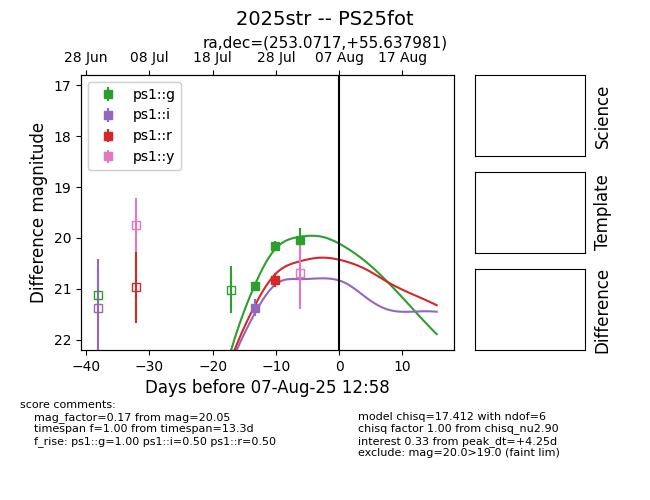 2025str -- PS25fot
ra,dec=(253.0717,+55.637981)
28 Jun 08 Jul 18 Jul 28 Jul 07 Aug 17 Aug
17
18
19
20
21
22
Difference magnitude
ps1::g
ps1::i
ps1::r
ps1::y
−40 −30 −20 −10 0 10
Days before 07-Aug-25 12:58
Science
Template
Difference
score comments:
mag_factor=0.17 from mag=20.05
timespan f=1.00 from timespan=13.3d
f_rise: ps1::g=1.00 ps1::i=0.50 ps1::r=0.50
model chisq=17.412 with ndof=6
chisq factor 1.00 from chisq_nu2.90
interest 0.33 from peak_dt=+4.25d
exclude: mag=20.0>19.0 (faint lim)